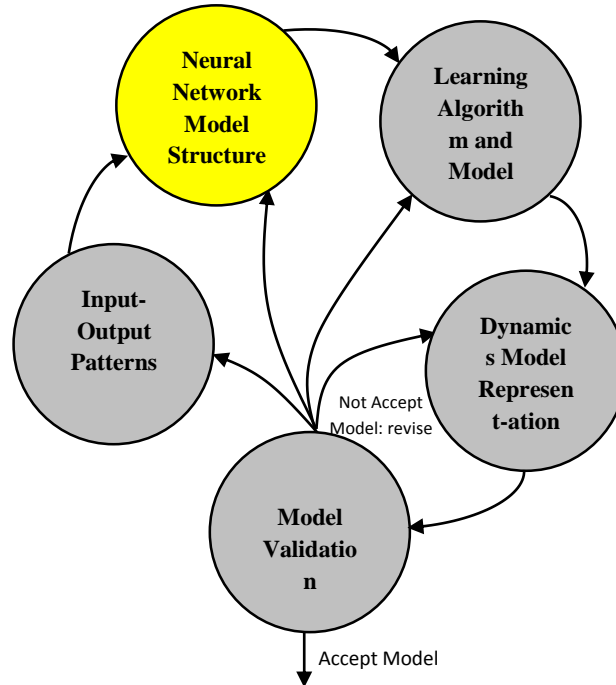 Neural
Network
Model
Structure
Learning
Algorith
m and
Model
Input-
Output
Patterns
Dynamic
s Model
Represen
t-ation
Not Accept
Model: revise
Model
Validatio
n
Accept Model